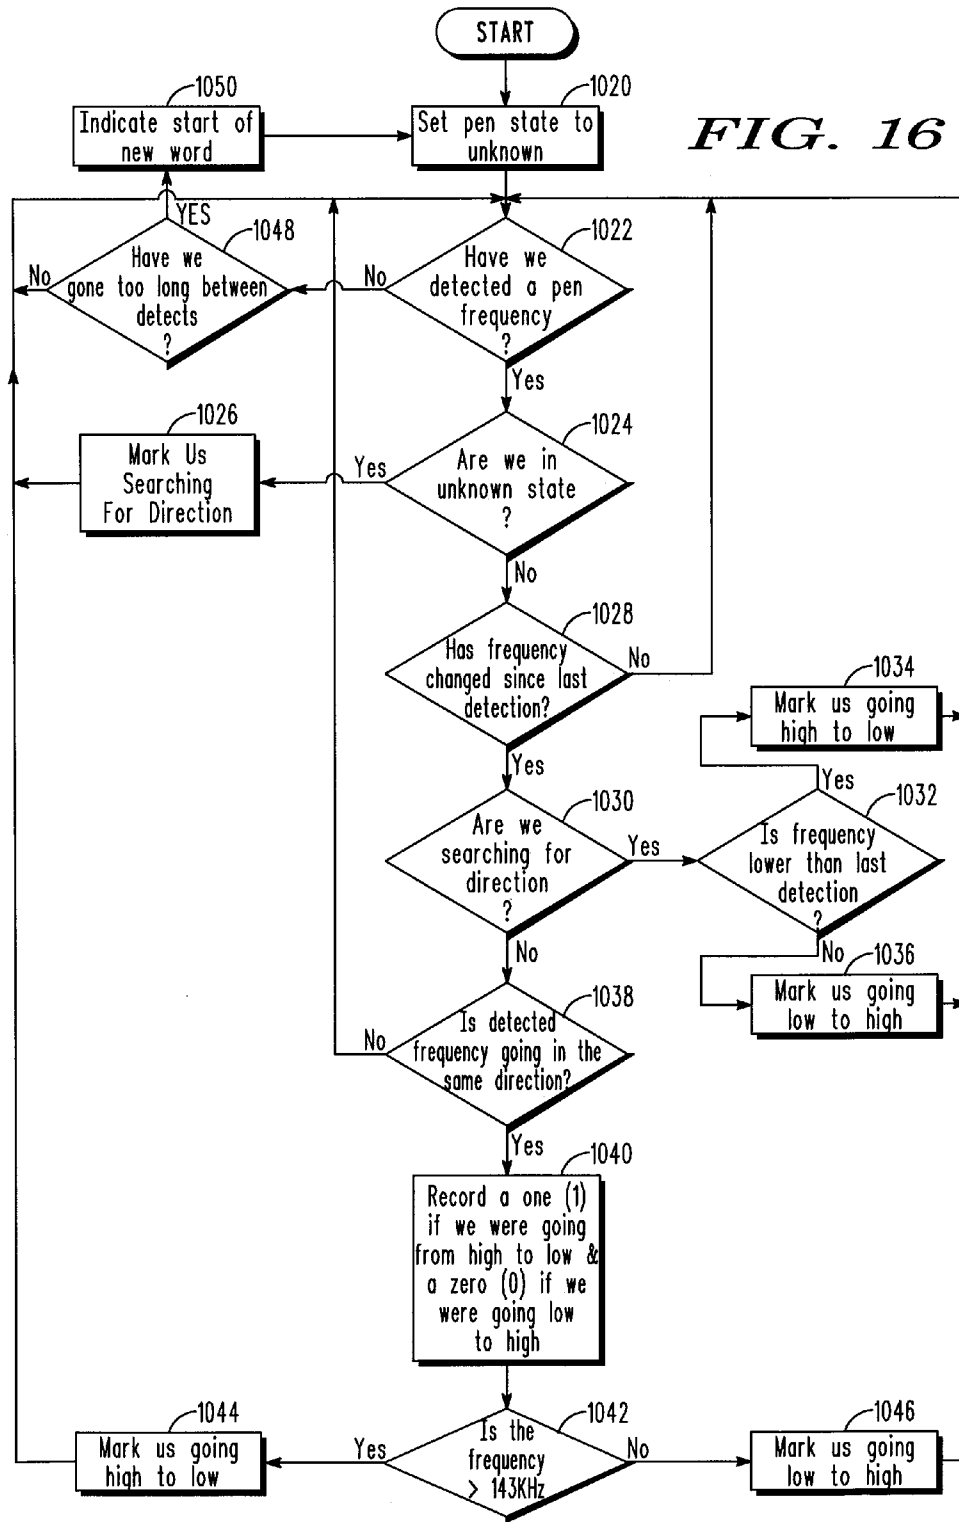 START
1050
Indicate start of
new word
1020
Set pen state to
unknown
FIG. 16
YES
1048
Have we
gone too long between
detects
?
No
1022
Have we
detected a pen
frequency
?
No
Yes
1026
Mark Us
Searching
For Direction
1024
Are we in
unknown state
?
Yes
No
1028
Has frequency
changed since last
detection?
No
Yes
1034
Mark us going
high to low
1030
Are we
searching for
direction
?
Yes
No
Yes
1032
Is frequency
lower than last
detection
?
No
1036
Mark us going
low to high
1038
Is detected
frequency going in the
same direction?
No
Yes
1040
Record a one (1)
if we were going
from high to low &
a zero (0) if we
were going low
to high
1044
Mark us going
high to low
1042
Is the
frequency
> 143KHz
Yes
No
1046
Mark us going
low to high